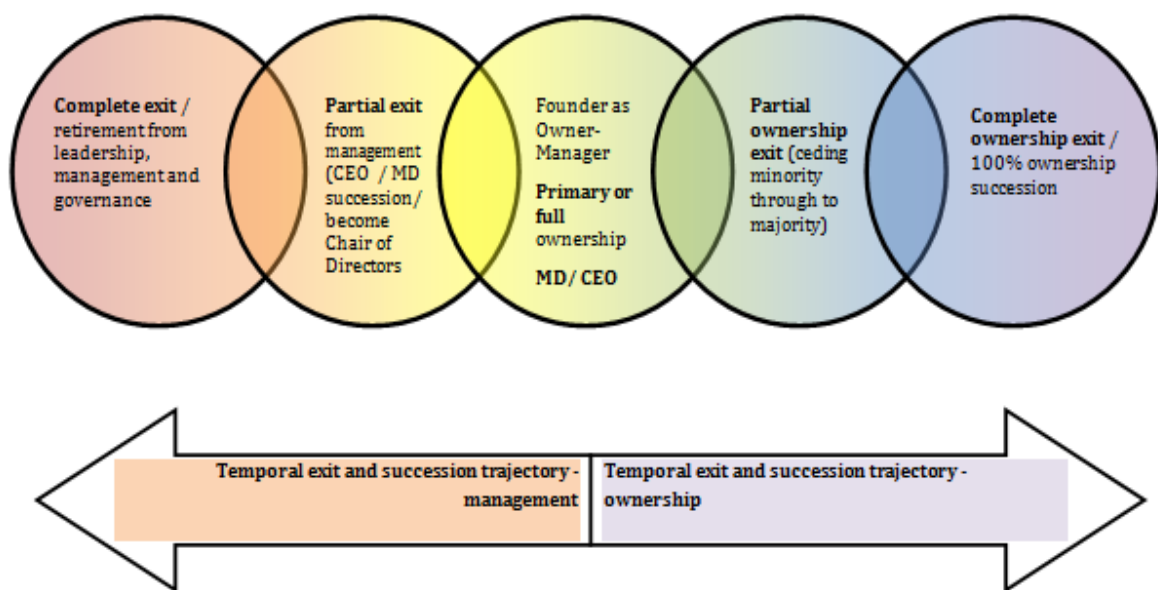 Complete exit /
retirement from
leadership,
management and
governance
Partial exit
from
management
(CEO / MD
succession/
become
Chair of
Directors
Founder as
Owner-
Manager
Primary or
full
ownership
MD/ CEO
Partial
ownership
exit (ceding
minority
through to
majority)
Complete
ownership exit /
100% ownership
succession
Temporal exit and succession trajectory -
management
Temporal exit and succession trajectory -
ownership